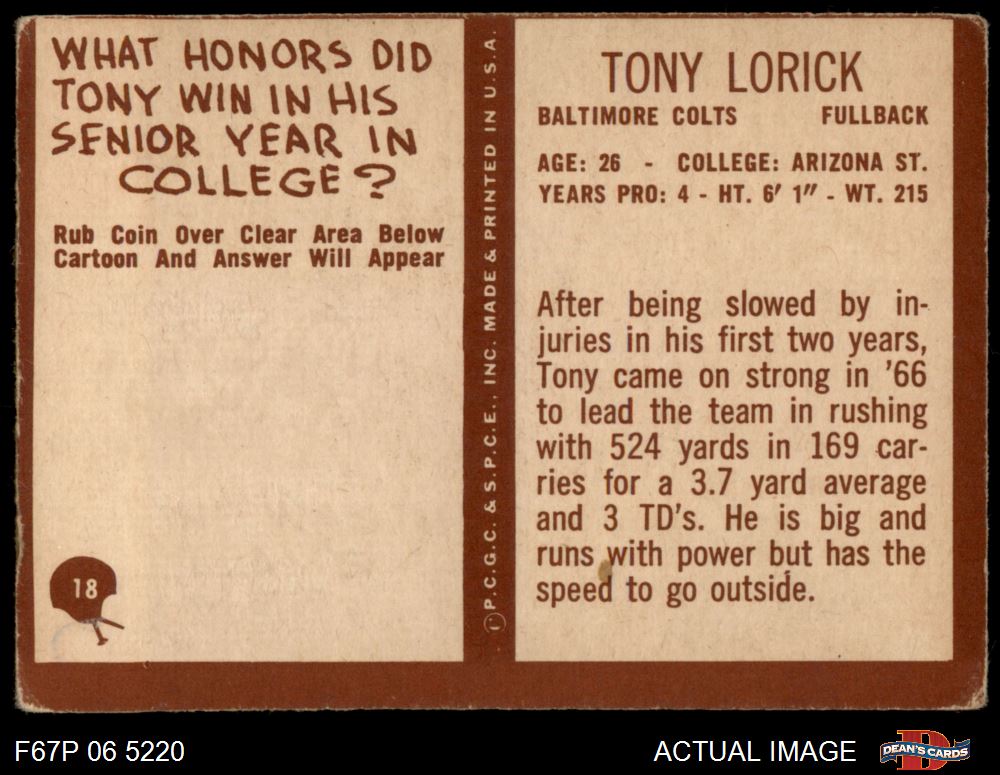 WHAT HONORS DID
TONY WIN IN HIS
SENIOR YEAR IN
COLLEGE?
Rub Coin Over Clear Area Below
Cartoon And Answer Will Appear
18
Ⓟ P.C.G.C. & S.P.C.E., INC. MADE & PRINTED IN U.S.A.
TONY LORICK
BALTIMORE COLTS FULLBACK
AGE: 26 - COLLEGE: ARIZONA ST.
YEARS PRO: 4 - HT. 6' 1" - WT. 215
After being slowed by in-
juries in his first two years,
Tony came on strong in '66
to lead the team in rushing
with 524 yards in 169 car-
ries for a 3.7 yard average
and 3 TD's. He is big and
runs with power but has the
speed to go outside.
F67P 06 5220
ACTUAL IMAGE
D
DEAN'S CARDS